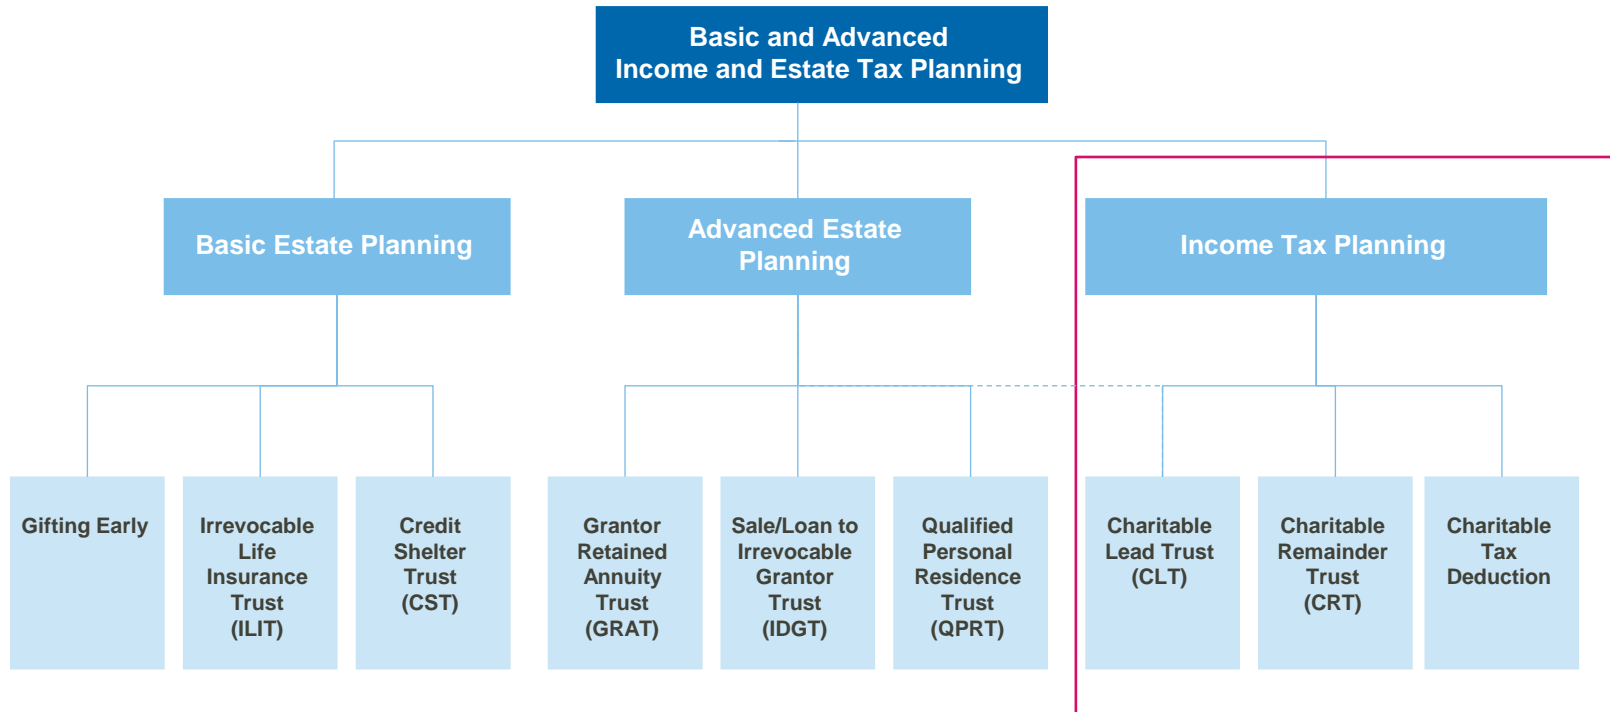 Basic and Advanced
Income and Estate Tax Planning
Basic Estate Planning
Advanced Estate
Planning
Income Tax Planning
Gifting Early
Irrevocable
Life
Insurance
Trust
(ILIT)
Credit
Shelter
Trust
(CST)
Grantor
Retained
Annuity
Trust
(GRAT)
Sale/Loan to
Irrevocable
Grantor
Trust
(IDGT)
Qualified
Personal
Residence
Trust
(QPRT)
Charitable
Lead Trust
(CLT)
Charitable
Remainder
Trust
(CRT)
Charitable
Tax
Deduction